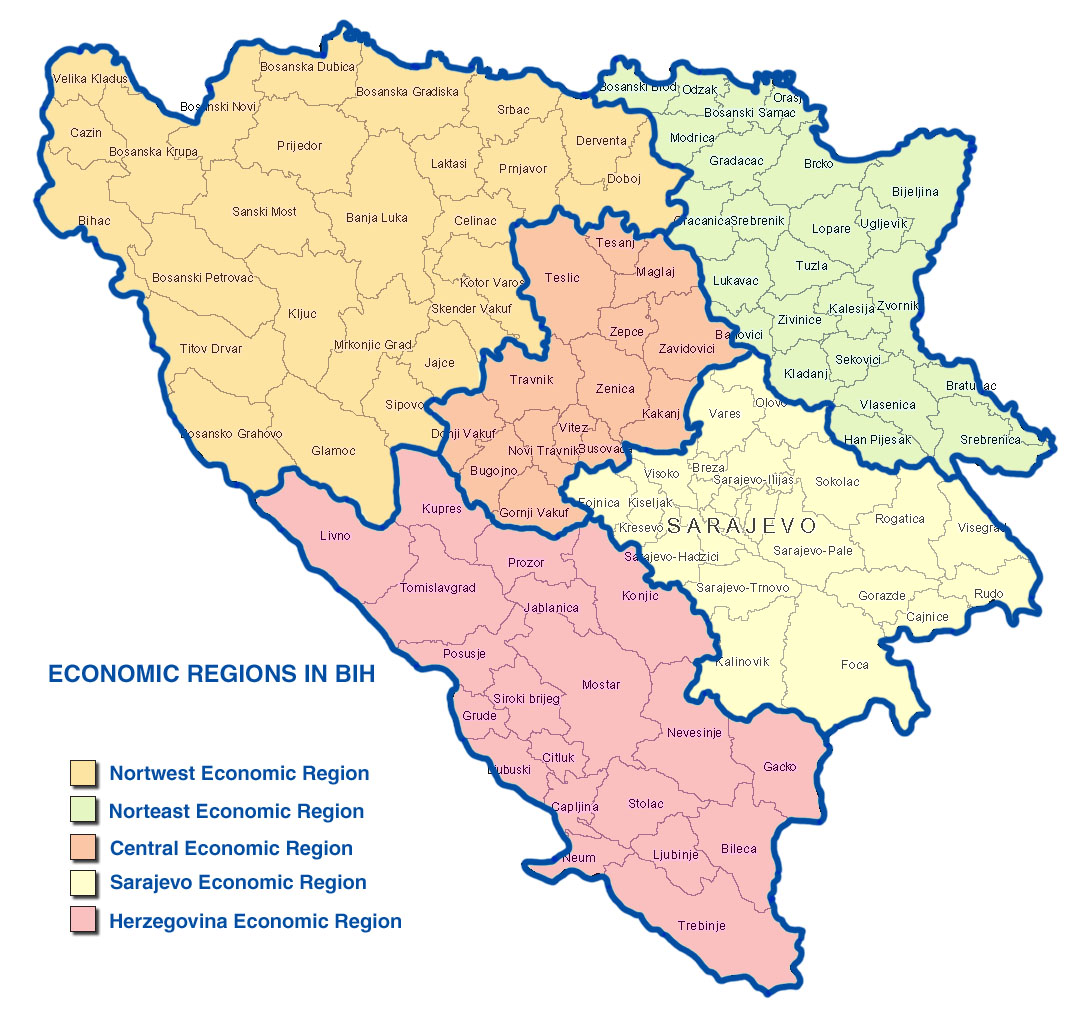 Velika Kladus
Bosanska Dubica
Bosanska Gradiska
Bosanski Novi
Cazin
Bosanska Krupa
Prijedor
Srbac
Laktasi
Prnjavor
Derventa
Doboj
Bihac
Sanski Most
Banja Luka
Celinac
Bosanski Petrovac
Kotor Varos
Skender Vakuf
Kljuc
Titov Drvar
Mrkonjic Grad
Jajce
Sipovo
Bosansko Grahovo
Glamoc
Bosanski Brod
Odzak
Orasj
Bosanski Samac
Modrica
Gradacac
Brcko
Bijeljina
Gracanica
Srebrenik
Lopare
Ugljevik
Tuzla
Lukavac
Kalesija
Zvornik
Zivinice
Banovici
Sekovici
Kladanj
Bratunac
Vlasenica
Han Pijesak
Srebrenica
Tesanj
Teslic
Maglaj
Zepce
Zavidovici
Travnik
Zenica
Kakanj
Donji Vakuf
Vitez
Novi Travnik
Busovaca
Bugojno
Gornji Vakuf
Olovo
Vares
Visoko
Breza
Sarajevo-Ilijas
Sokolac
Fojnica
Kiseljak
Kresevo
SARAJEVO
Rogatica
Visegrad
Sarajevo-Hadzici
Sarajevo-Pale
Sarajevo-Trnovo
Gorazde
Rudo
Cajnice
Kalinovik
Foca
Kupres
Livno
Prozor
Tomislavgrad
Jablanica
Konjic
Posusje
Mostar
Siroki brijeg
Grude
Nevesinje
Citluk
Ljubuski
Gacko
Capljina
Stolac
Neum
Ljubinje
Bileca
Trebinje
ECONOMIC REGIONS IN BIH
Nortwest Economic Region
Norteast Economic Region
Central Economic Region
Sarajevo Economic Region
Herzegovina Economic Region